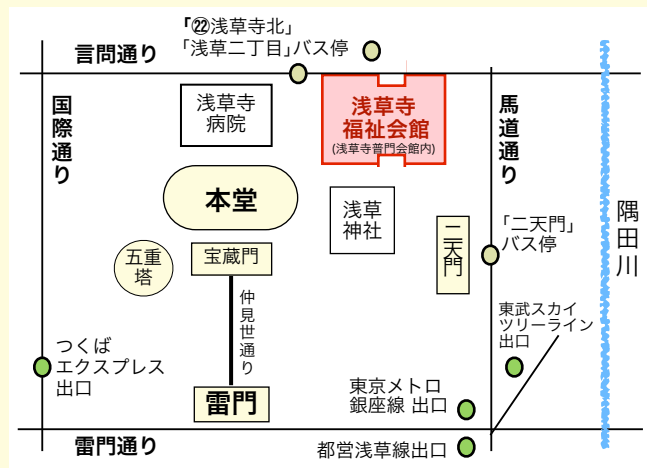 「㉒浅草寺北」
「浅草二丁目」バス停
言問通り
国際通り
浅草寺
病院
浅草寺
福祉会館
(浅草寺普門会館内)
馬道通り
本堂
浅草
神社
二天門
「二天門」
バス停
隅田川
五重
塔
宝蔵門
仲見世通り
東武スカイ
ツリーライン
出口
つくば
エクスプレス
出口
雷門
東京メトロ
銀座線 出口
雷門通り
都営浅草線出口